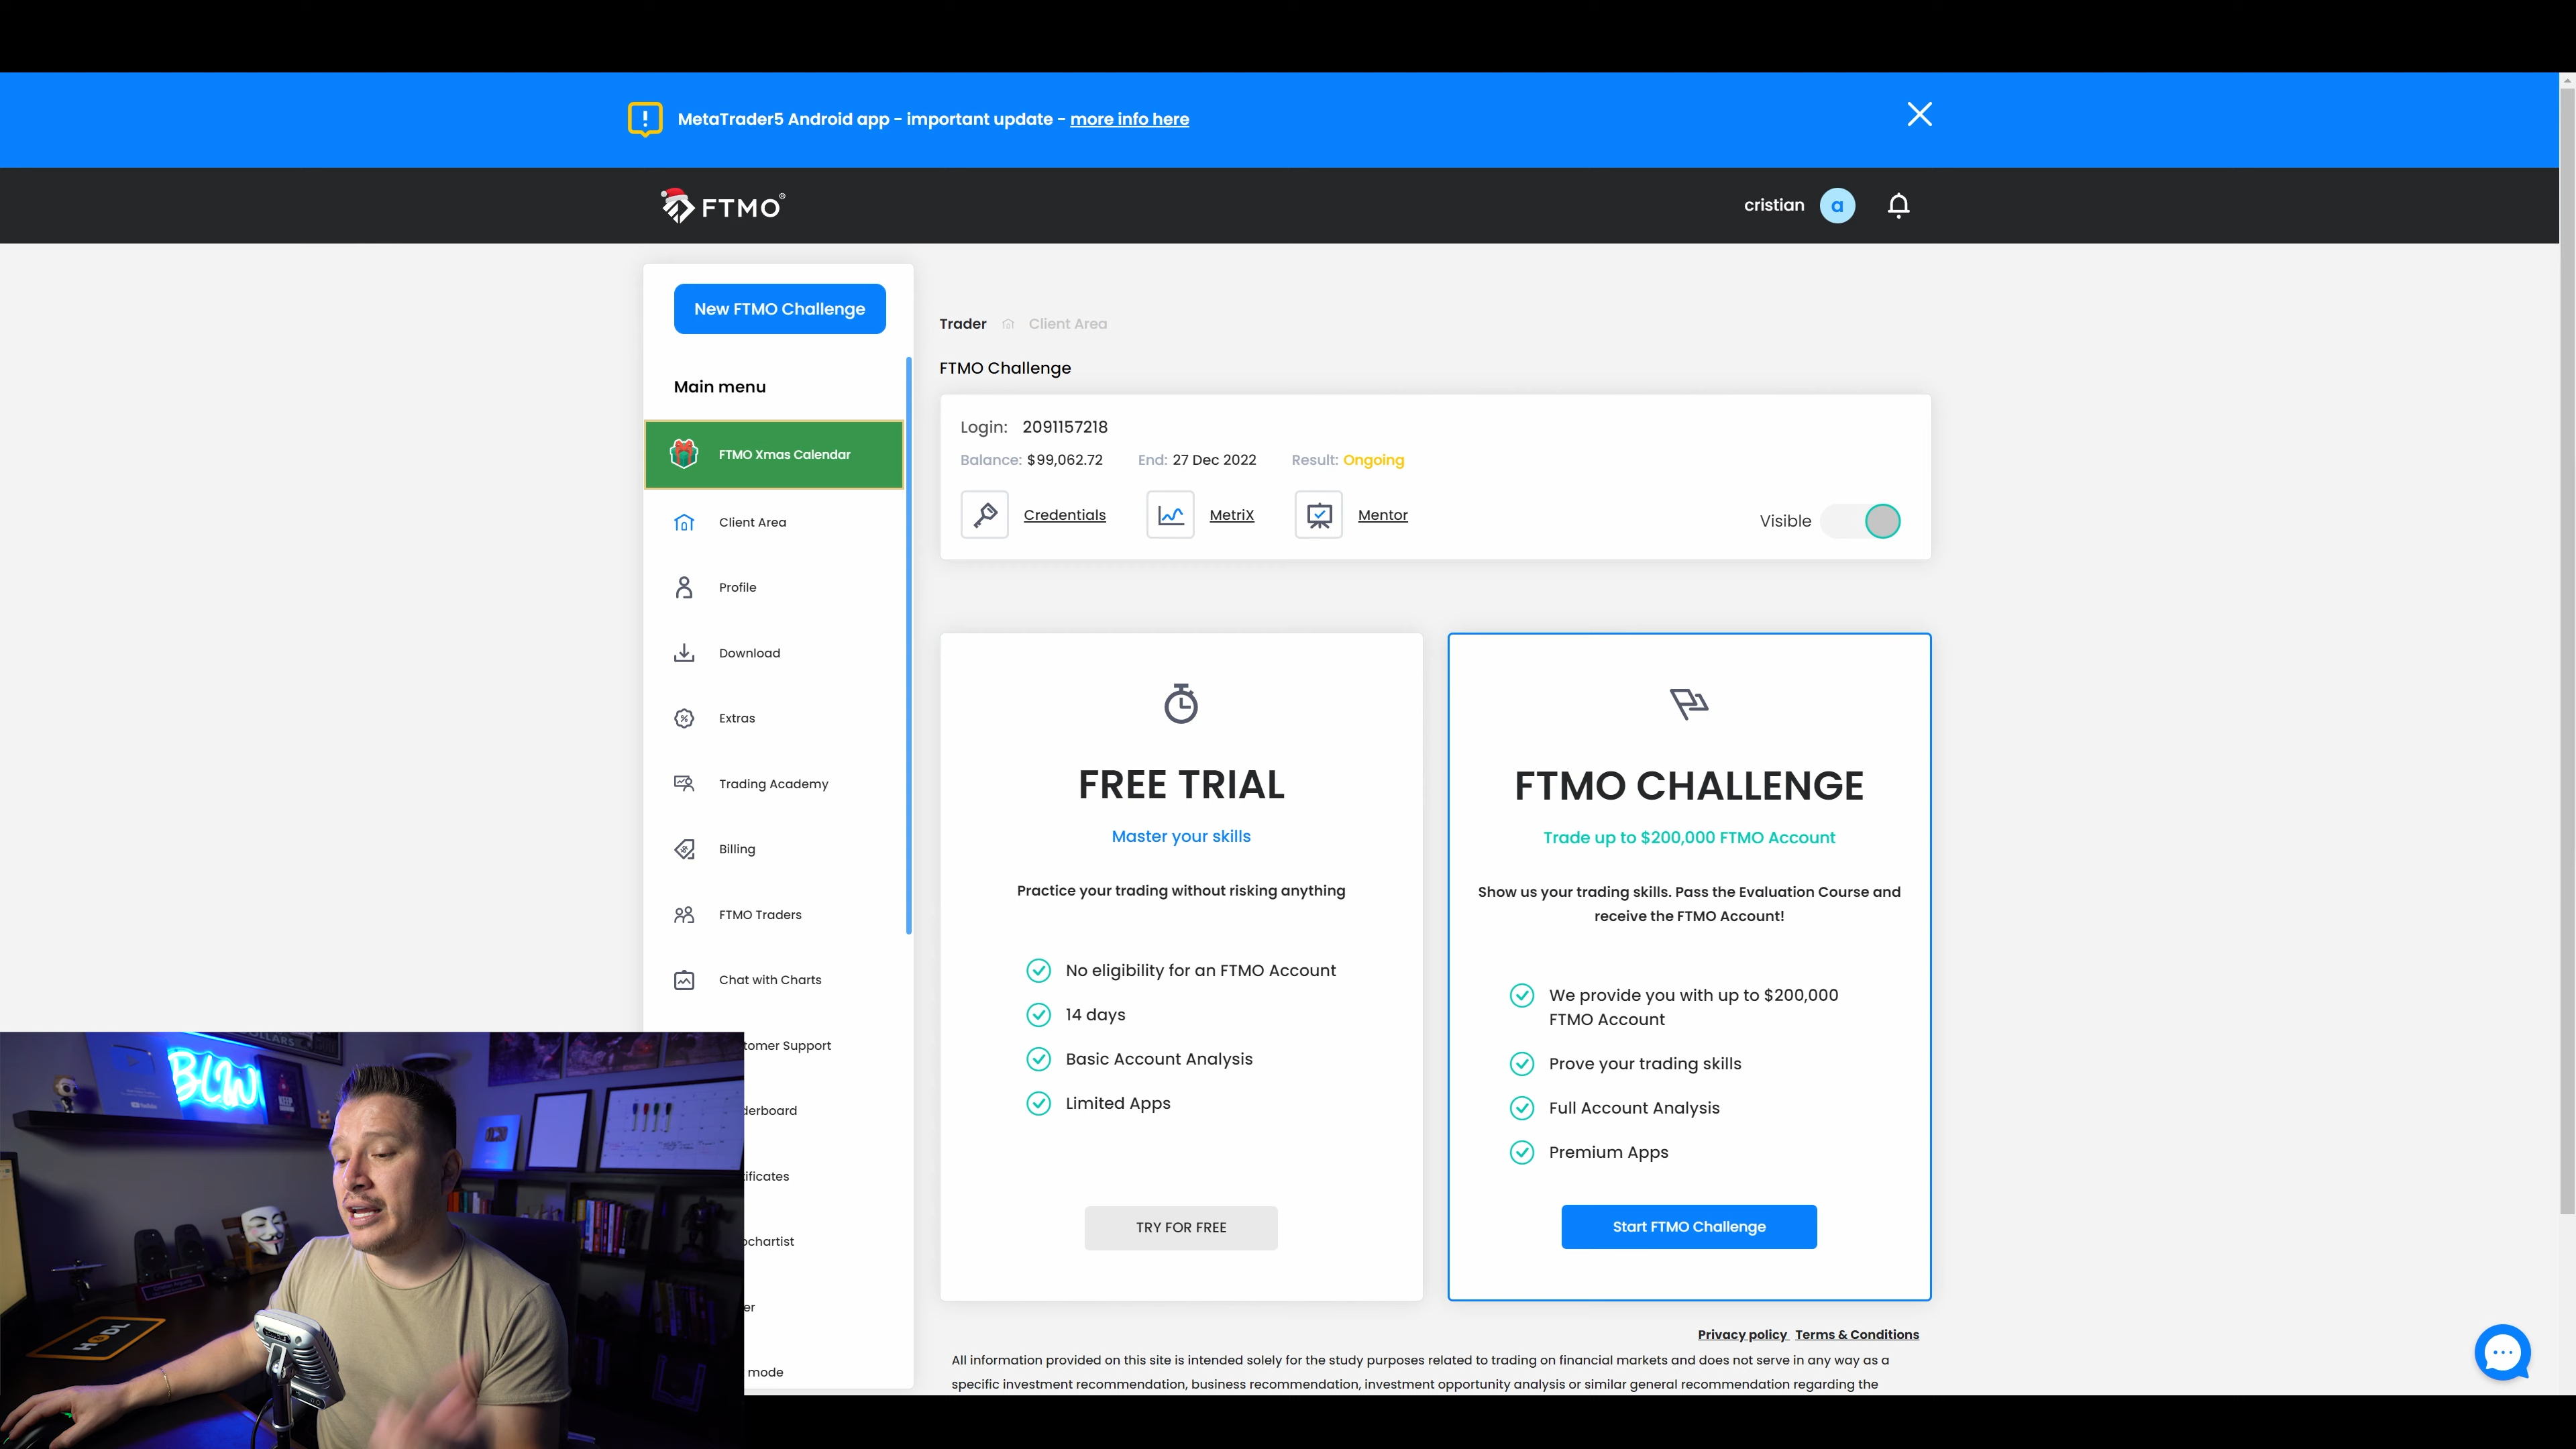 MetaTrader5 Android app - important update - more info here
FTMO®
cristian a
New FTMO Challenge
Main menu
FTMO Xmas Calendar
Client Area
Profile
Download
Extras
Trading Academy
Billing
FTMO Traders
Chat with Charts
tomer Support
derboard
ificates
ochartist
er
mode
Trader Client Area
FTMO Challenge
Login: 2091157218
Balance: $99,062.72 End: 27 Dec 2022 Result: Ongoing
Credentials MetriX Mentor
Visible
FREE TRIAL
Master your skills
Practice your trading without risking anything
No eligibility for an FTMO Account
14 days
Basic Account Analysis
Limited Apps
TRY FOR FREE
FTMO CHALLENGE
Trade up to $200,000 FTMO Account
Show us your trading skills. Pass the Evaluation Course and
receive the FTMO Account!
We provide you with up to $200,000
FTMO Account
Prove your trading skills
Full Account Analysis
Premium Apps
Start FTMO Challenge
Privacy policy Terms & Conditions
All information provided on this site is intended solely for the study purposes related to trading on financial markets and does not serve in any way as a
specific investment recommendation, business recommendation, investment opportunity analysis or similar general recommendation regarding the
BLW
KEEP
HODL